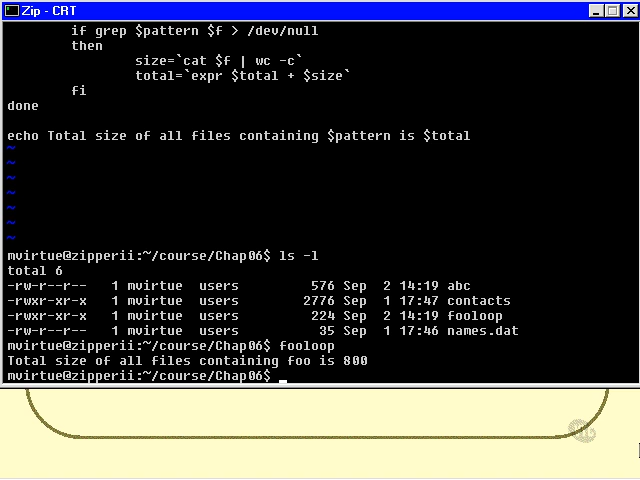 Zip - CRT
if grep $pattern $f > /dev/null
then
size=`cat $f | wc -c`
total=`expr $total + $size`
fi
done
echo Total size of all files containing $pattern is $total
~
~
~
~
~
~
~
mvirtue@zipperii:~/course/Chap06$ ls -l
total 6
-rw-r--r--   1 mvirtue  users         576 Sep  2 14:19 abc
-rwxr-xr-x   1 mvirtue  users        2776 Sep  1 17:47 contacts
-rwxr-xr-x   1 mvirtue  users         224 Sep  2 14:19 fooloop
-rw-r--r--   1 mvirtue  users          35 Sep  1 17:46 names.dat
mvirtue@zipperii:~/course/Chap06$ fooloop
Total size of all files containing foo is 800
mvirtue@zipperii:~/course/Chap06$